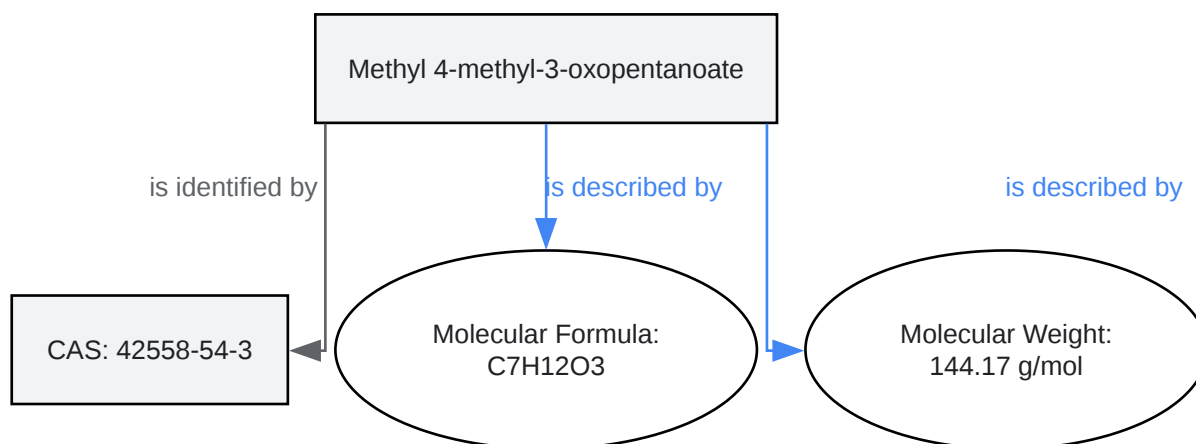 Methyl 4-methyl-3-oxopentanoate
is identified by
is described by
is described by
CAS: 42558-54-3
Molecular Formula:
C7H12O3
Molecular Weight:
144.17 g/mol